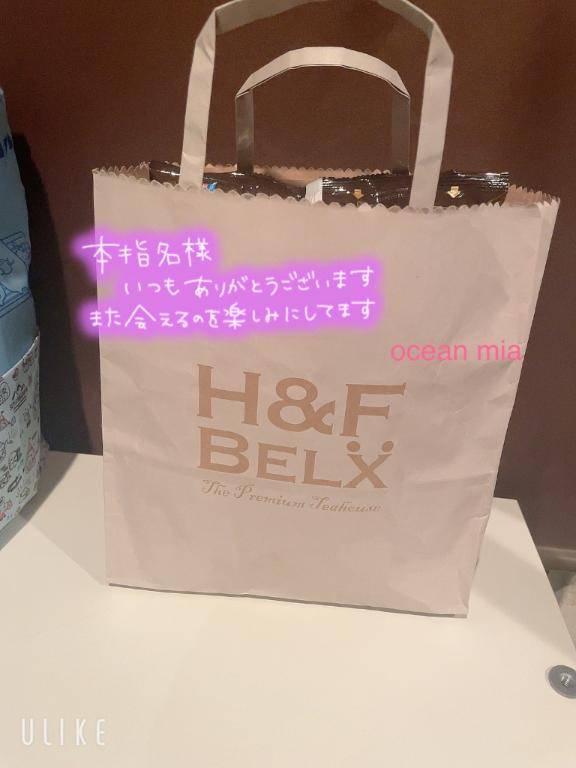 本指名様
いつもありがとうございます
また会えるのを楽しみにしてます
ocean mia
H&F
BELX
The Premium Teahouse
ULIKE